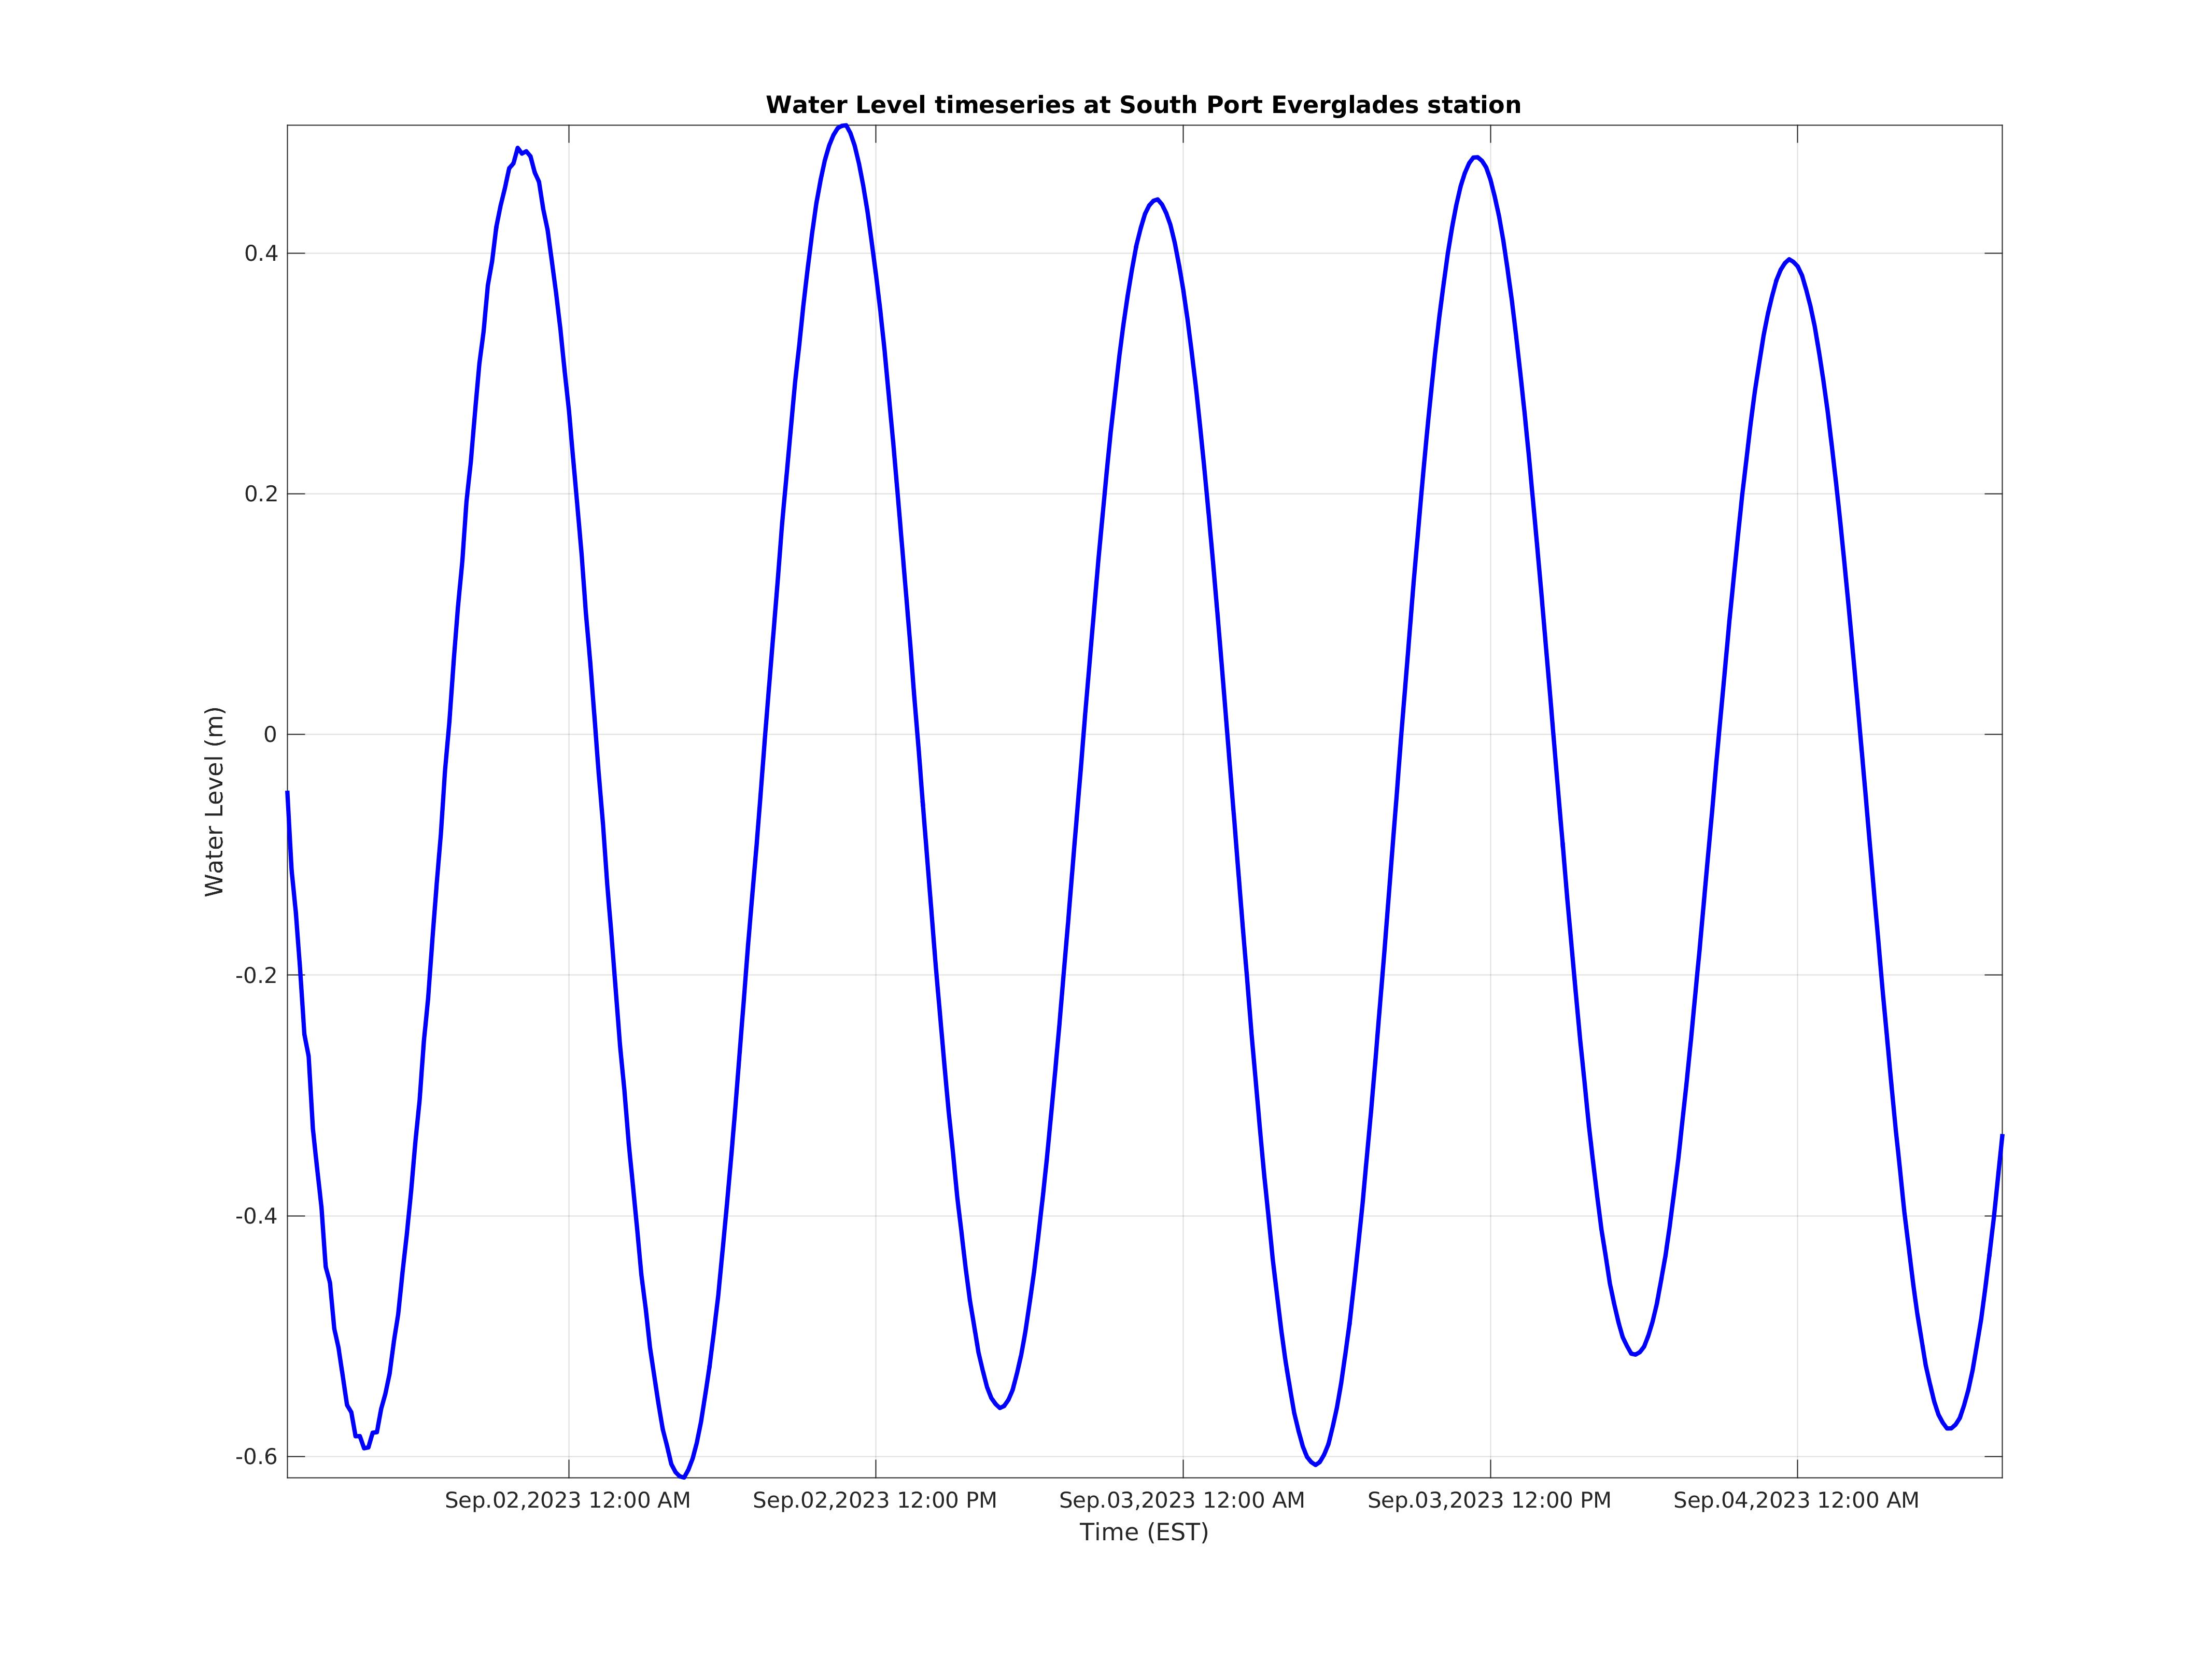 Water Level timeseries at South Port Everglades station
0.4
0.2
0
-0.2
-0.4
-0.6
Water Level (m)
Sep.02,2023 12:00 AM
Sep.02,2023 12:00 PM
Sep.03,2023 12:00 AM
Sep.03,2023 12:00 PM
Sep.04,2023 12:00 AM
Time (EST)